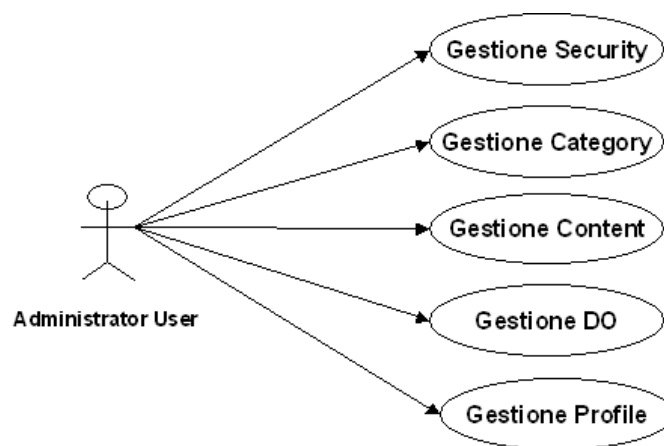 Gestione Security
Gestione Category
Gestione Content
Administrator User
Gestione DO
Gestione Profile